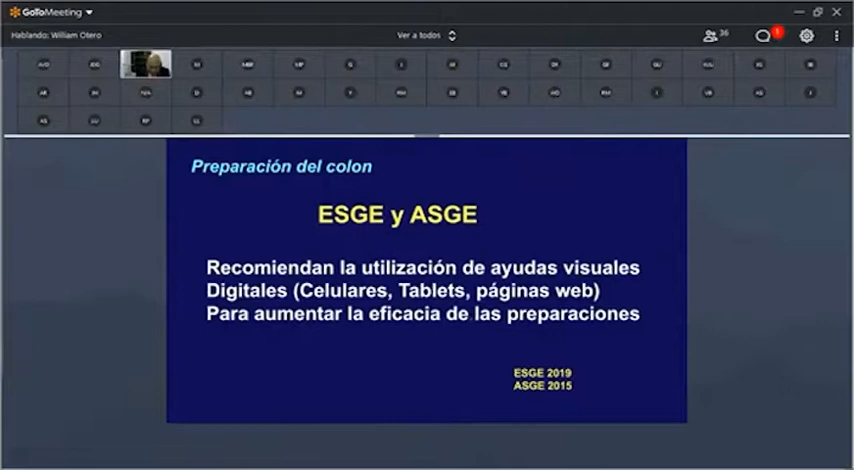 GoToMeeting
Hablando: William Otero
Ver a todos
36
1
Preparación del colon
ESGE y ASGE
Recomiendan la utilización de ayudas visuales
Digitales (Celulares, Tablets, páginas web)
Para aumentar la eficacia de las preparaciones
ESGE 2019
ASGE 2015